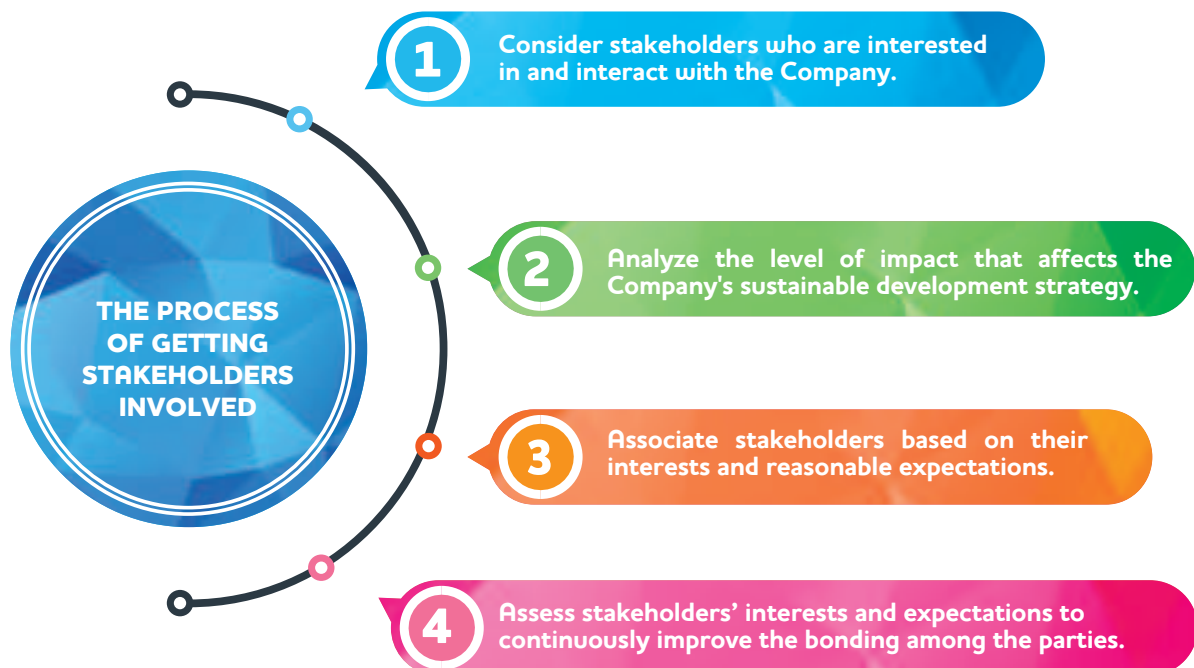 1
Consider stakeholders who are interested
in and interact with the Company.
2
Analyze the level of impact that affects the
Company's sustainable development strategy.
THE PROCESS
OF GETTING
STAKEHOLDERS
INVOLVED
3
Associate stakeholders based on their
interests and reasonable expectations.
4
Assess stakeholders’ interests and expectations to
continuously improve the bonding among the parties.